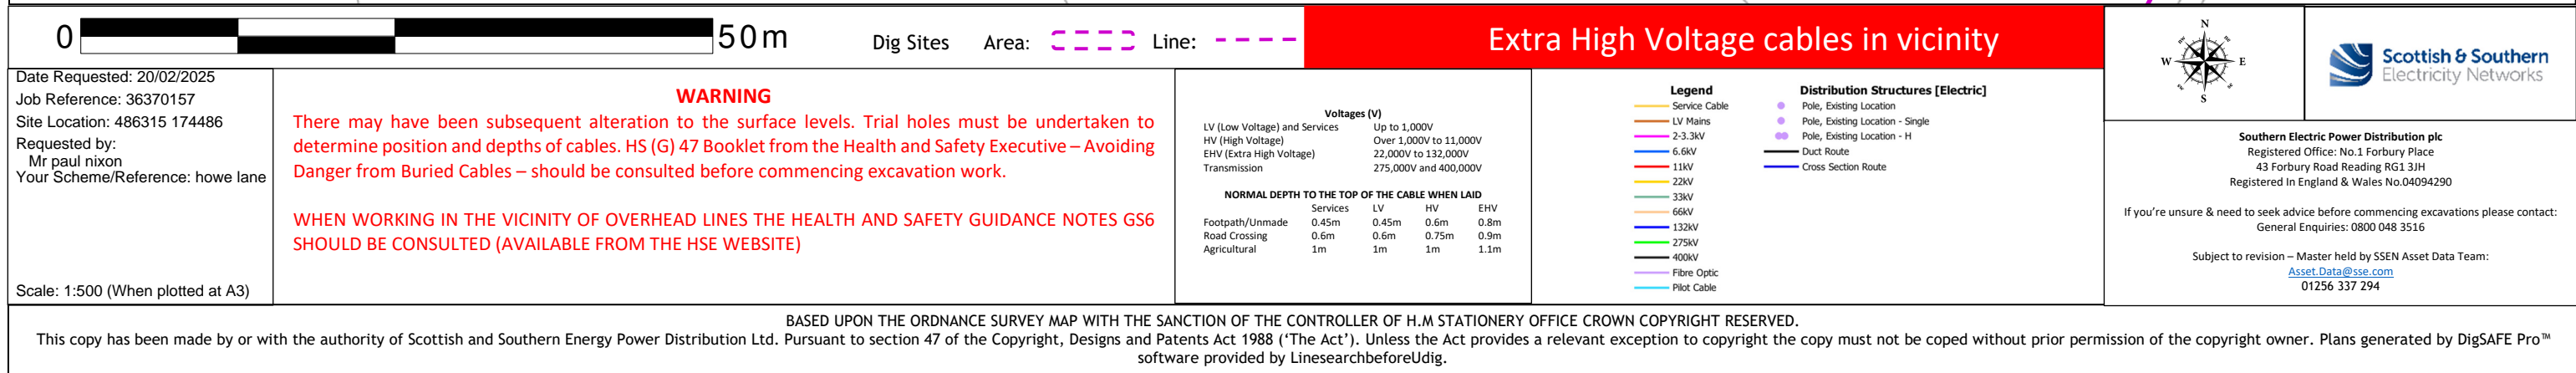 0
50m
Dig Sites Area: Line:
Extra High Voltage cables in vicinity
N
W E
S
Scottish & Southern
Electricity Networks
Date Requested: 20/02/2025
Job Reference: 36370157
Site Location: 486315 174486
Requested by:
Mr paul nixon
Your Scheme/Reference: howe lane
Scale: 1:500 (When plotted at A3)
WARNING
There may have been subsequent alteration to the surface levels. Trial holes must be undertaken to
determine position and depths of cables. HS (G) 47 Booklet from the Health and Safety Executive – Avoiding
Danger from Buried Cables – should be consulted before commencing excavation work.
WHEN WORKING IN THE VICINITY OF OVERHEAD LINES THE HEALTH AND SAFETY GUIDANCE NOTES GS6
SHOULD BE CONSULTED (AVAILABLE FROM THE HSE WEBSITE)
Voltages (V)
LV (Low Voltage) and Services Up to 1,000V
HV (High Voltage) Over 1,000V to 11,000V
EHV (Extra High Voltage) 22,000V to 132,000V
Transmission 275,000V and 400,000V
NORMAL DEPTH TO THE TOP OF THE CABLE WHEN LAID
Services LV HV EHV
Footpath/Unmade 0.45m 0.45m 0.6m 0.8m
Road Crossing 0.6m 0.6m 0.75m 0.9m
Agricultural 1m 1m 1m 1.1m
Legend
Service Cable
LV Mains
2-3.3kV
6.6kV
11kV
22kV
33kV
66kV
132kV
275kV
400kV
Fibre Optic
Pilot Cable
Distribution Structures [Electric]
Pole, Existing Location
Pole, Existing Location - Single
Pole, Existing Location - H
Duct Route
Cross Section Route
Southern Electric Power Distribution plc
Registered Office: No.1 Forbury Place
43 Forbury Road Reading RG1 3JH
Registered In England & Wales No.04094290
If you're unsure & need to seek advice before commencing excavations please contact:
General Enquiries: 0800 048 3516
Subject to revision – Master held by SSEN Asset Data Team:
Asset.Data@sse.com
01256 337 294
BASED UPON THE ORDNANCE SURVEY MAP WITH THE SANCTION OF THE CONTROLLER OF H.M STATIONERY OFFICE CROWN COPYRIGHT RESERVED.
This copy has been made by or with the authority of Scottish and Southern Energy Power Distribution Ltd. Pursuant to section 47 of the Copyright, Designs and Patents Act 1988 ('The Act'). Unless the Act provides a relevant exception to copyright the copy must not be coped without prior permission of the copyright owner. Plans generated by DigSAFE Pro™
software provided by LinesearchbeforeUdig.